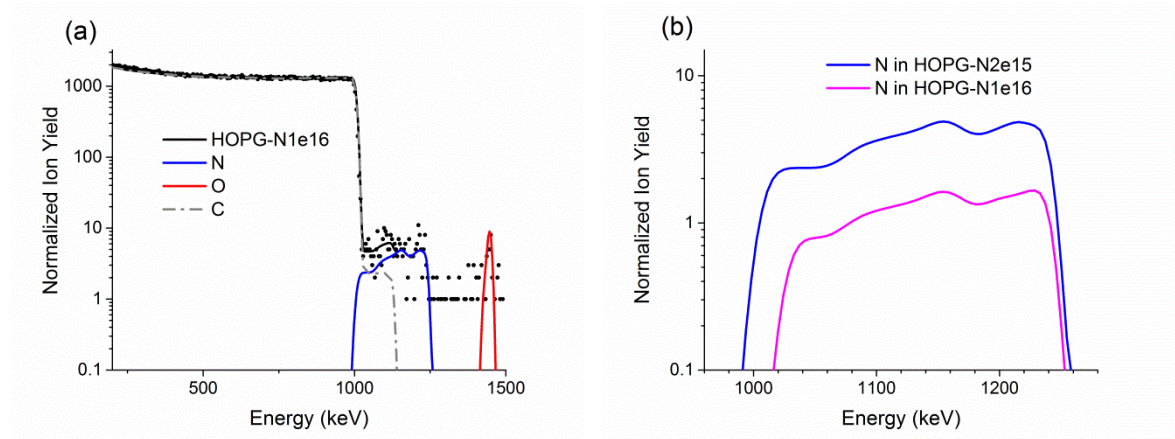 (a)
Normalized Ion Yield
1000
100
10
1
0.1
HOPG-N1e16
N
O
C
500
1000
1500
Energy (keV)
(b)
Normalized Ion Yield
10
1
0.1
N in HOPG-N2e15
N in HOPG-N1e16
1000
1100
1200
Energy (keV)